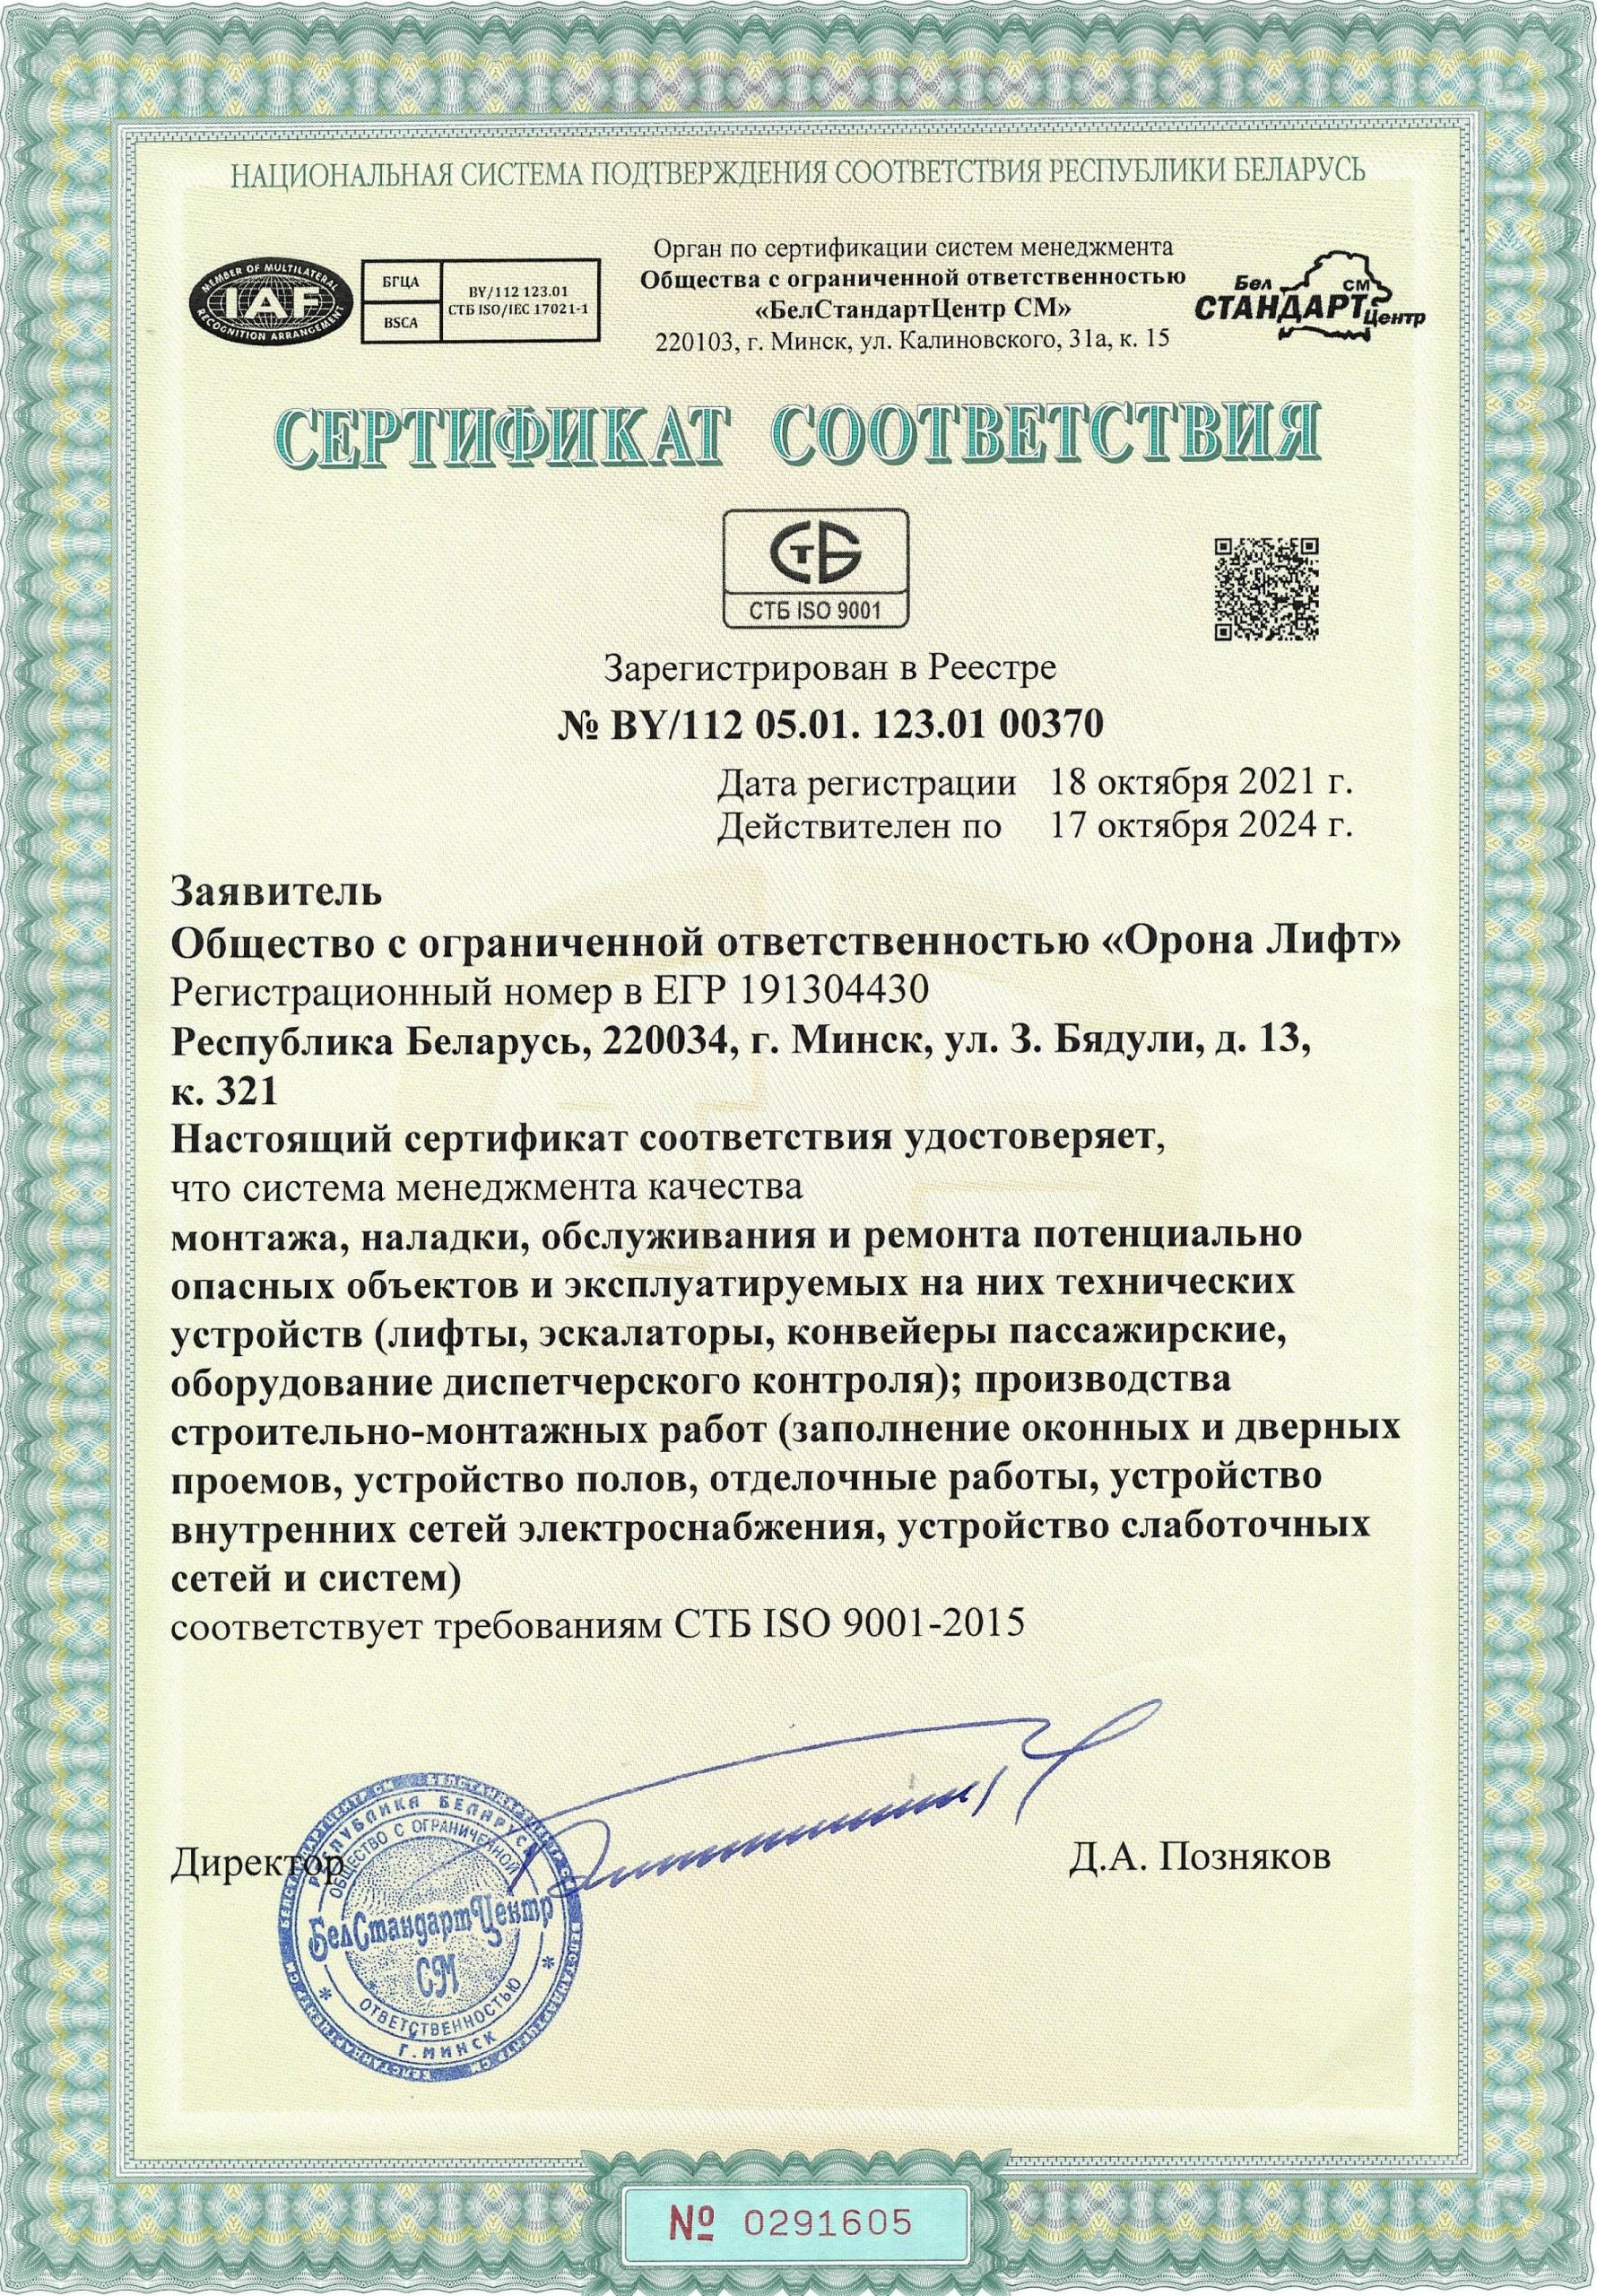 НАЦИОНАЛЬНАЯ СИСТЕМА ПОДТВЕРЖДЕНИЯ СООТВЕТСТВИЯ РЕСПУБЛИКИ БЕЛАРУСЬ
MEMBER OF MULTILATERAL
IAF
RECOGNITION ARRANGEMENT
БГЦА
BSCA
BY/112 123.01
СТБ ISO/IEC 17021-1
Орган по сертификации систем менеджмента
Общества с ограниченной ответственностью
«БелСтандартЦентр СМ»
220103, г. Минск, ул. Калиновского, 31а, к. 15
Бел СМ
СТАНДАРТ
Центр
СЕРТИФИКАТ СООТВЕТСТВИЯ
СТБ
СТБ ISO 9001
Зарегистрирован в Реестре
№ BY/112 05.01. 123.01 00370
Дата регистрации 18 октября 2021 г.
Действителен по 17 октября 2024 г.
Заявитель
Общество с ограниченной ответственностью «Орона Лифт»
Регистрационный номер в ЕГР 191304430
Республика Беларусь, 220034, г. Минск, ул. З. Бядули, д. 13,
к. 321
Настоящий сертификат соответствия удостоверяет,
что система менеджмента качества
монтажа, наладки, обслуживания и ремонта потенциально
опасных объектов и эксплуатируемых на них технических
устройств (лифты, эскалаторы, конвейеры пассажирские,
оборудование диспетчерского контроля); производства
строительно-монтажных работ (заполнение оконных и дверных
проемов, устройство полов, отделочные работы, устройство
внутренних сетей электроснабжения, устройство слаботочных
сетей и систем)
соответствует требованиям СТБ ISO 9001-2015
Директор
Д.А. Позняков
РЕСПУБЛИКА БЕЛАРУСЬ
ОБЩЕСТВО С ОГРАНИЧЕННОЙ
БелСтандартЦентр
СМ
ОТВЕТСТВЕННОСТЬЮ
Г. МИНСК
№ 0291605